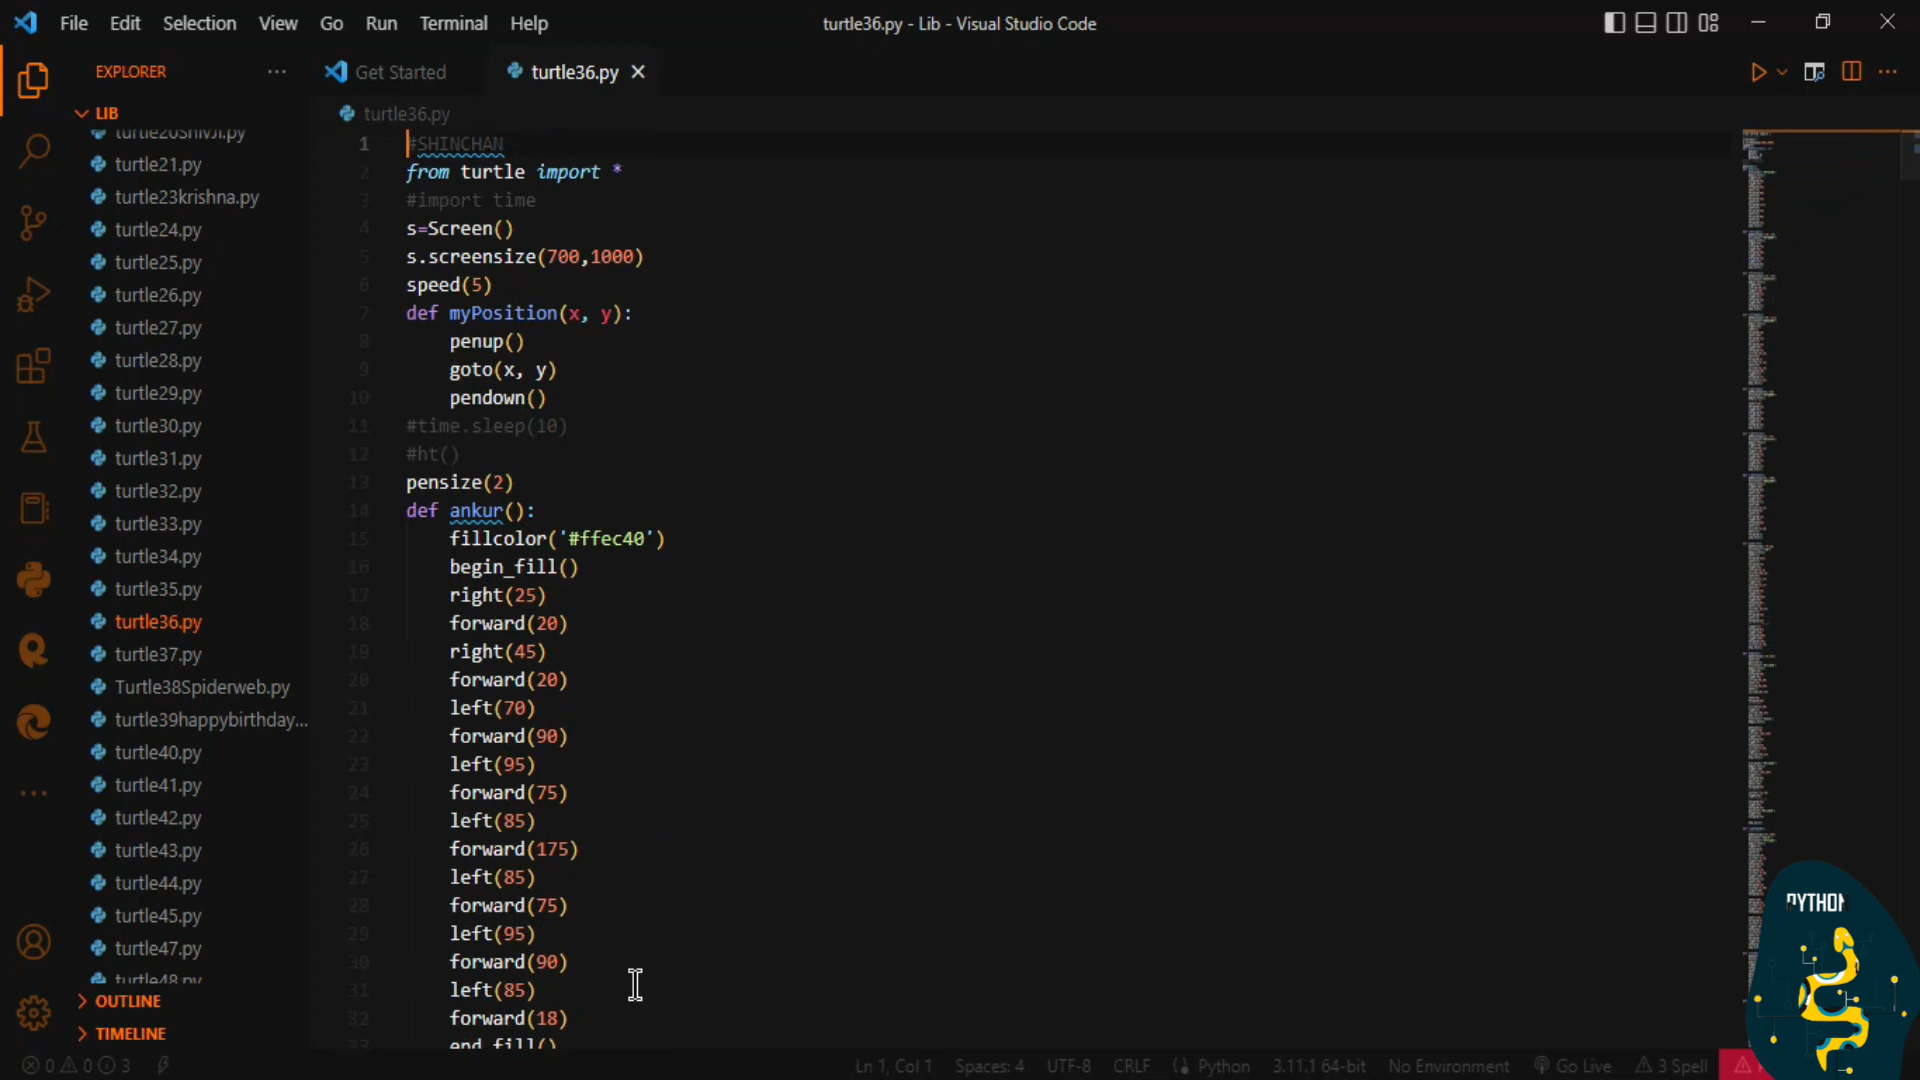 File Edit Selection View Go Run Terminal Help
turtle36.py - Lib - Visual Studio Code
EXPLORER
Get Started
turtle36.py
LIB
turtle36.py
turtle20ShivJi.py
turtle21.py
turtle23krishna.py
turtle24.py
turtle25.py
turtle26.py
turtle27.py
turtle28.py
turtle29.py
turtle30.py
turtle31.py
turtle32.py
turtle33.py
turtle34.py
turtle35.py
turtle36.py
turtle37.py
Turtle38Spiderweb.py
turtle39happybirthday...
turtle40.py
turtle41.py
turtle42.py
turtle43.py
turtle44.py
turtle45.py
turtle47.py
turtle48.py
OUTLINE
TIMELINE
1 #SHINCHAN
2 from turtle import *
3 #import time
4 s=Screen()
5 s.screensize(700,1000)
6 speed(5)
7 def myPosition(x, y):
8 penup()
9 goto(x, y)
10 pendown()
11 #time.sleep(10)
12 #ht()
13 pensize(2)
14 def ankur():
15 fillcolor('#ffec40')
16 begin_fill()
17 right(25)
18 forward(20)
19 right(45)
20 forward(20)
21 left(70)
22 forward(90)
23 left(95)
24 forward(75)
25 left(85)
26 forward(175)
27 left(85)
28 forward(75)
29 left(95)
30 forward(90)
31 left(85)
32 forward(18)
33 end_fill()
PYTHON
0 0 3
Ln 1, Col 1 Spaces: 4 UTF-8 CRLF Python 3.11.1 64-bit No Environment Go Live 3 Spell